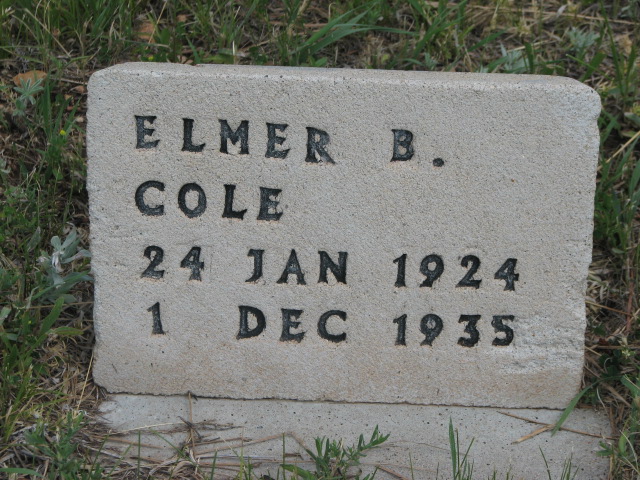 ELMER B.
COLE
24 JAN 1924
1 DEC 1935